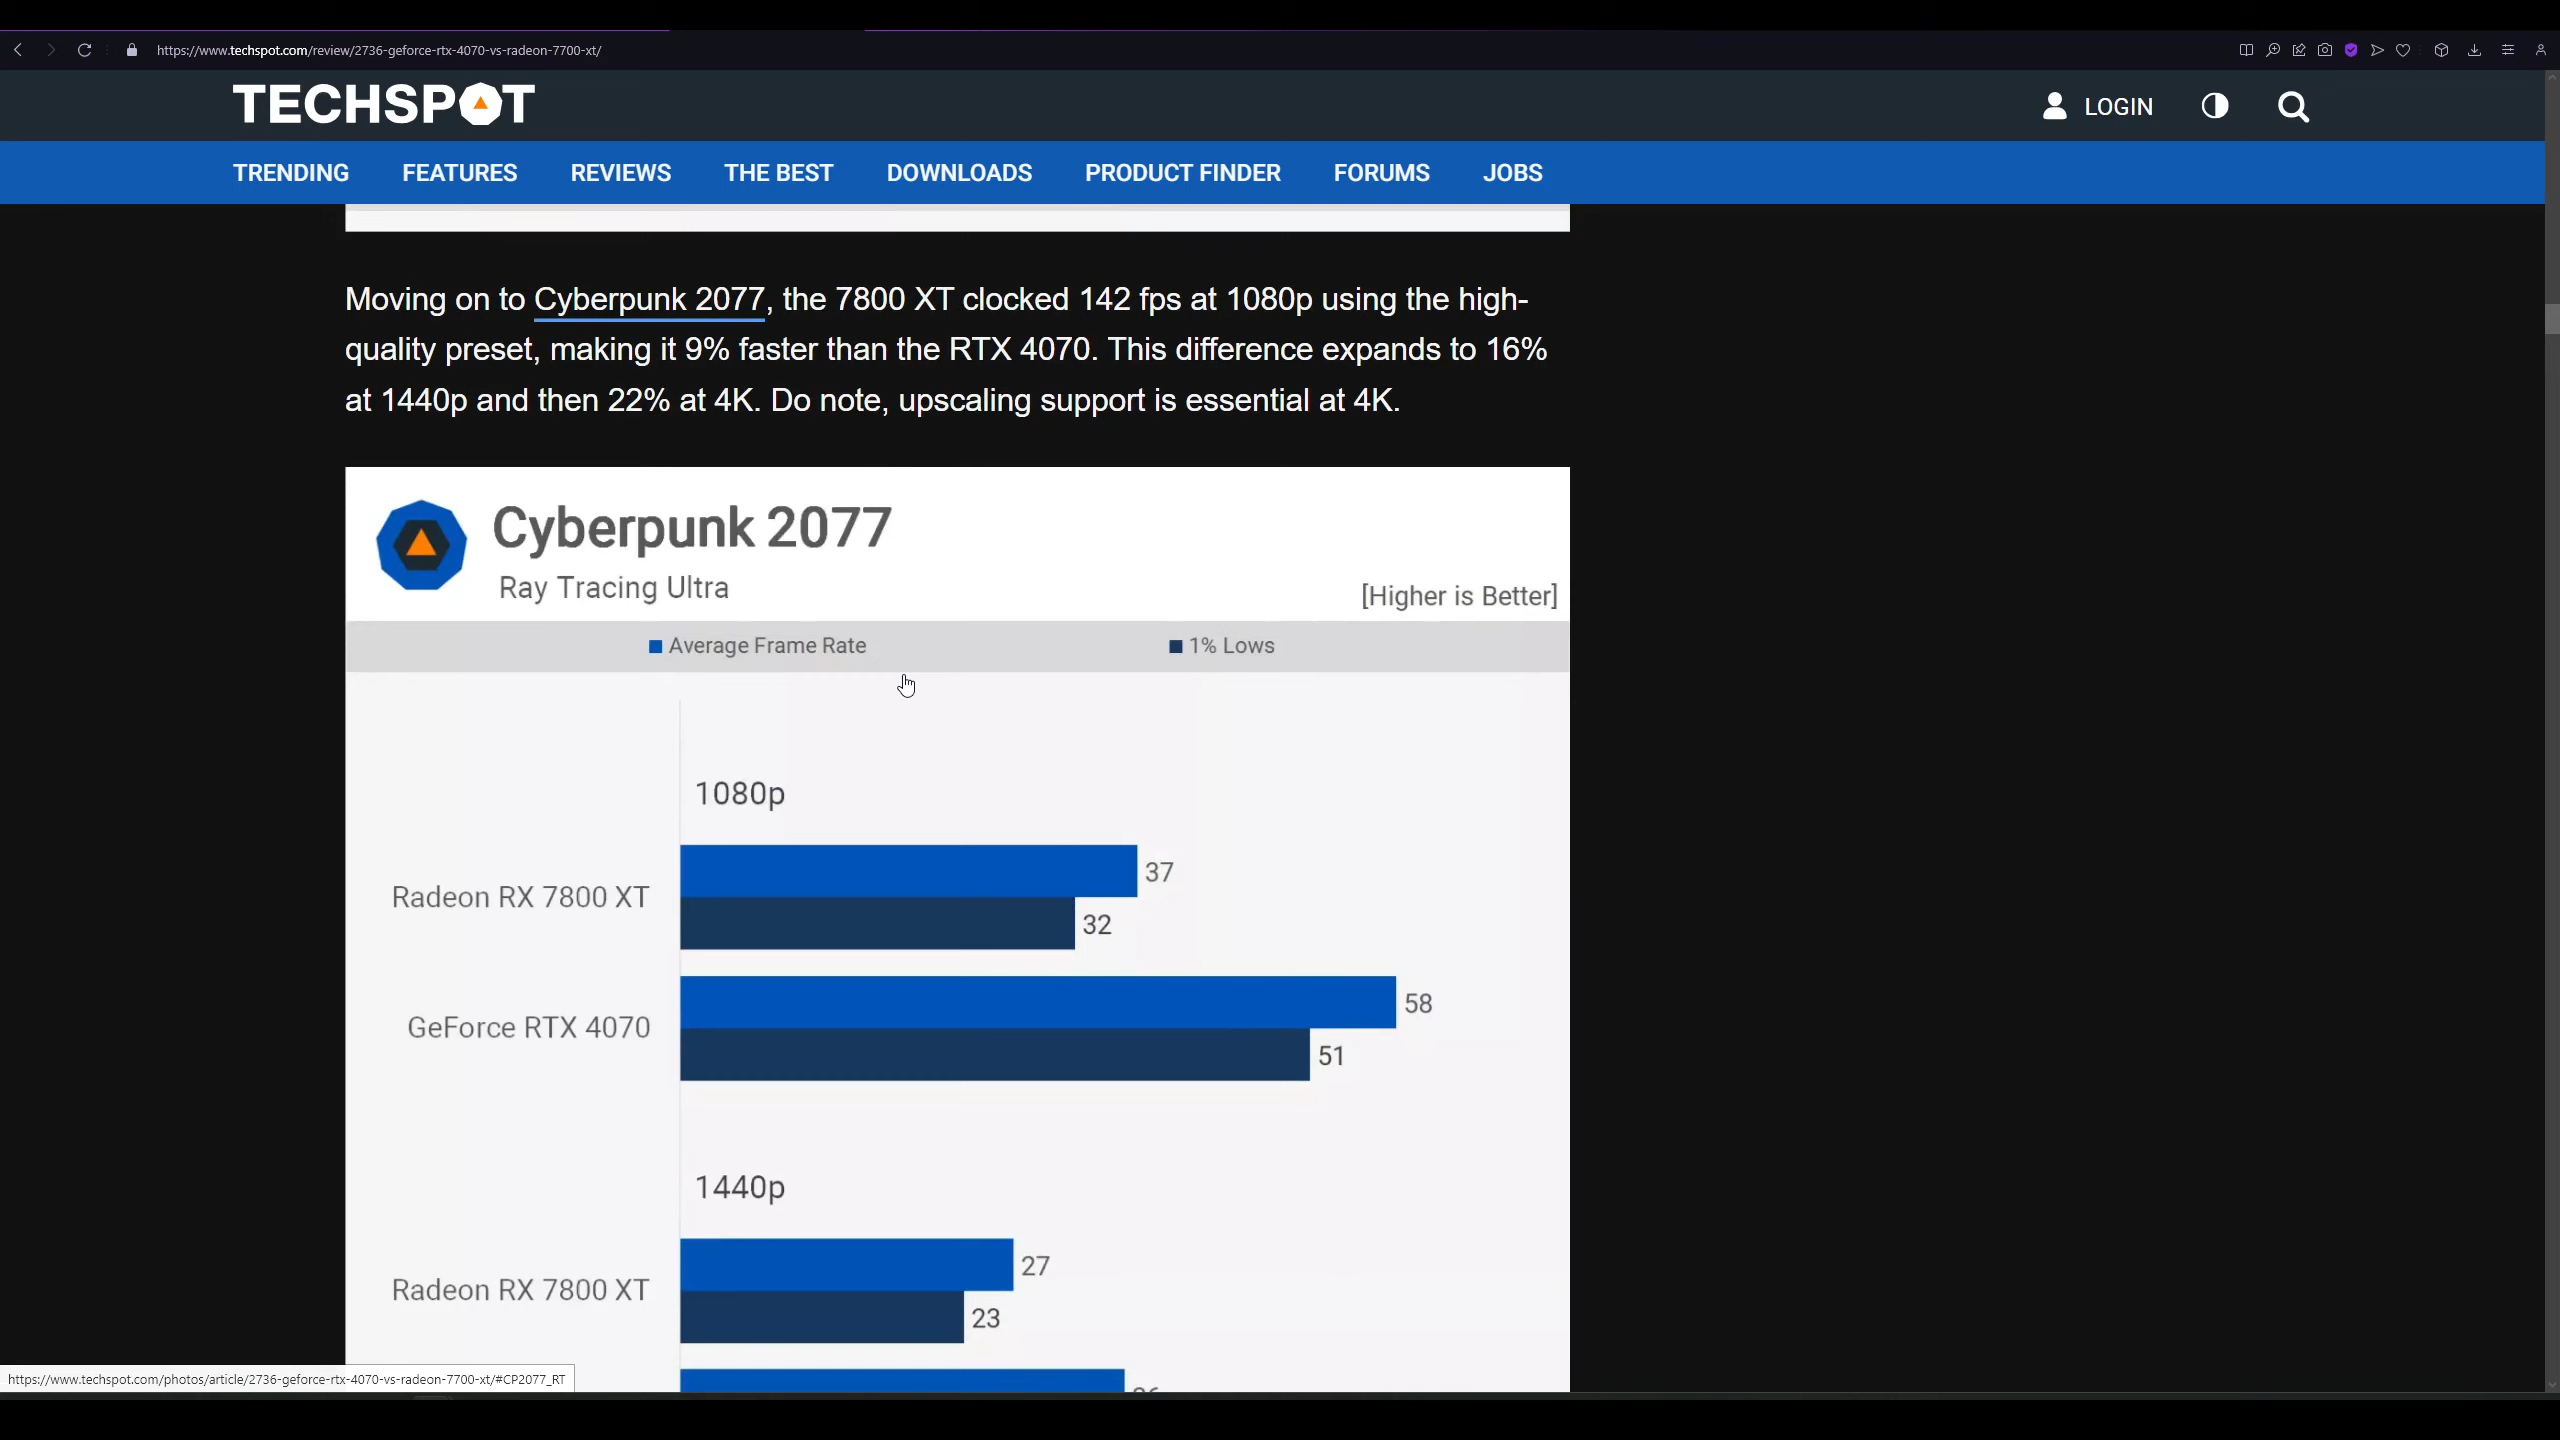 https://www.techspot.com/review/2736-geforce-rtx-4070-vs-radeon-7700-xt/
TECHSPOT
LOGIN
TRENDING FEATURES REVIEWS THE BEST DOWNLOADS PRODUCT FINDER FORUMS JOBS
Moving on to Cyberpunk 2077, the 7800 XT clocked 142 fps at 1080p using the high-
quality preset, making it 9% faster than the RTX 4070. This difference expands to 16%
at 1440p and then 22% at 4K. Do note, upscaling support is essential at 4K.
Cyberpunk 2077
Ray Tracing Ultra
[Higher is Better]
Average Frame Rate
1% Lows
1080p
Radeon RX 7800 XT
37
32
GeForce RTX 4070
58
51
1440p
Radeon RX 7800 XT
27
23
https://www.techspot.com/photos/article/2736-geforce-rtx-4070-vs-radeon-7700-xt/#CP2077_RT